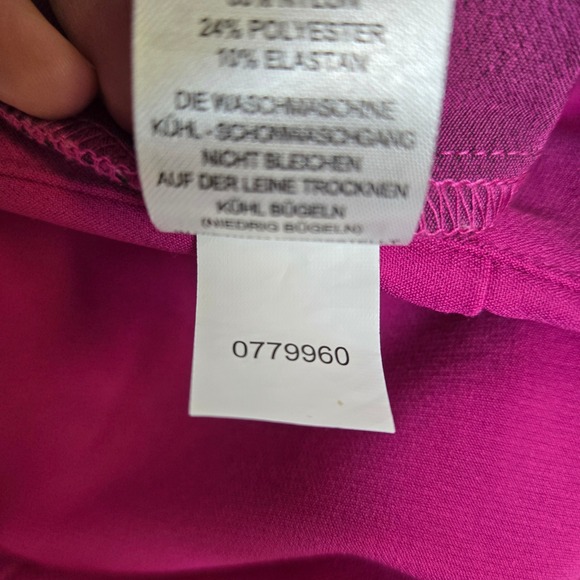 NYLON
24% POLYESTER
10% ELASTAN
DIE WASCHMASCHINE
KÜHL - SCHONWASCHGANG
NICHT BLEICHEN
AUF DER LEINE TROCKNEN
KÜHL BÜGELN
(NIEDRIG BÜGELN)
0779960